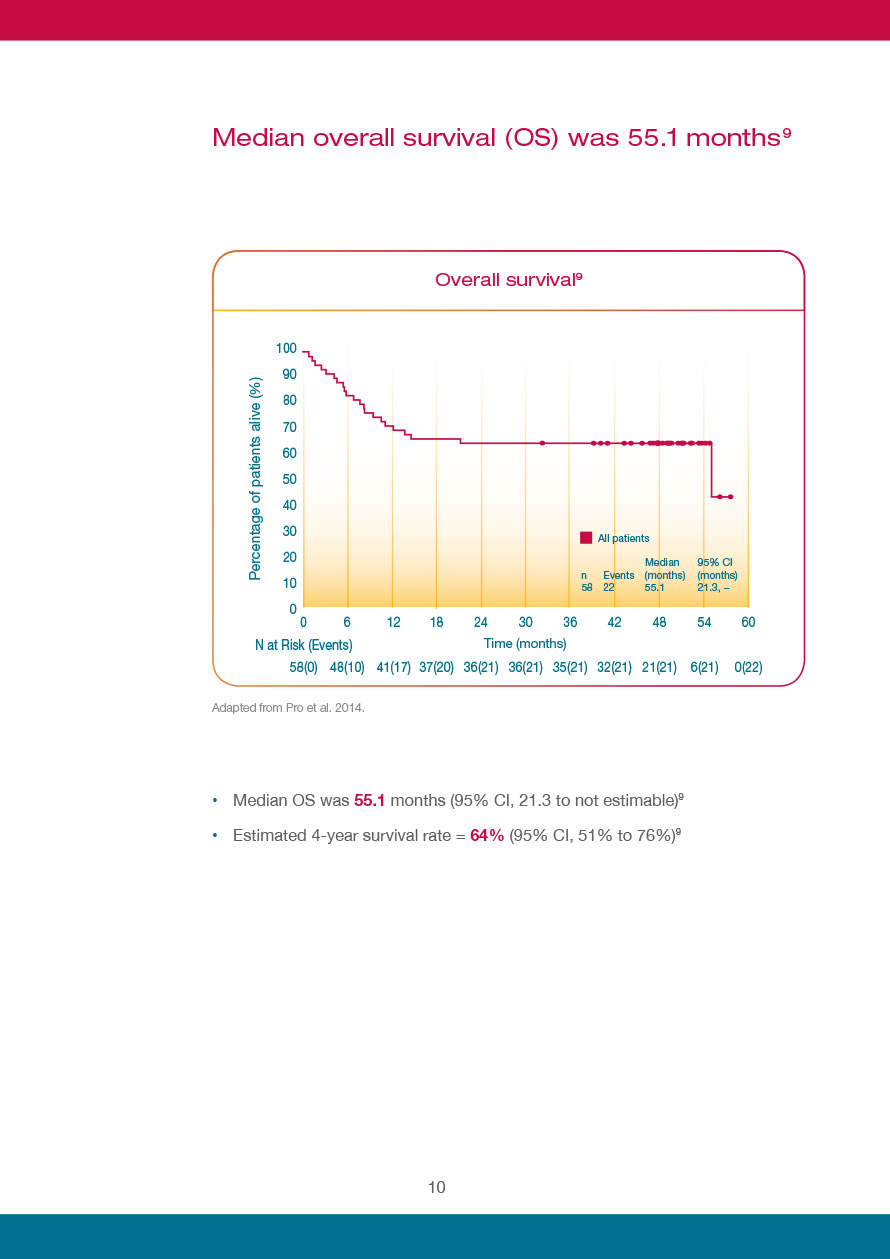 Median overall survival (OS) was 55.1 months⁹
Overall survival⁹
Percentage of patients alive (%)
100
90
80
70
60
50
40
30
20
10
0
All patients
Median 95% CI
n Events (months) (months)
58 22 55.1 21.3, –
0 6 12 18 24 30 36 42 48 54 60
N at Risk (Events) Time (months)
58(0) 48(10) 41(17) 37(20) 36(21) 36(21) 35(21) 32(21) 21(21) 6(21) 0(22)
Adapted from Pro et al. 2014.
• Median OS was 55.1 months (95% CI, 21.3 to not estimable)⁹
• Estimated 4-year survival rate = 64% (95% CI, 51% to 76%)⁹
10